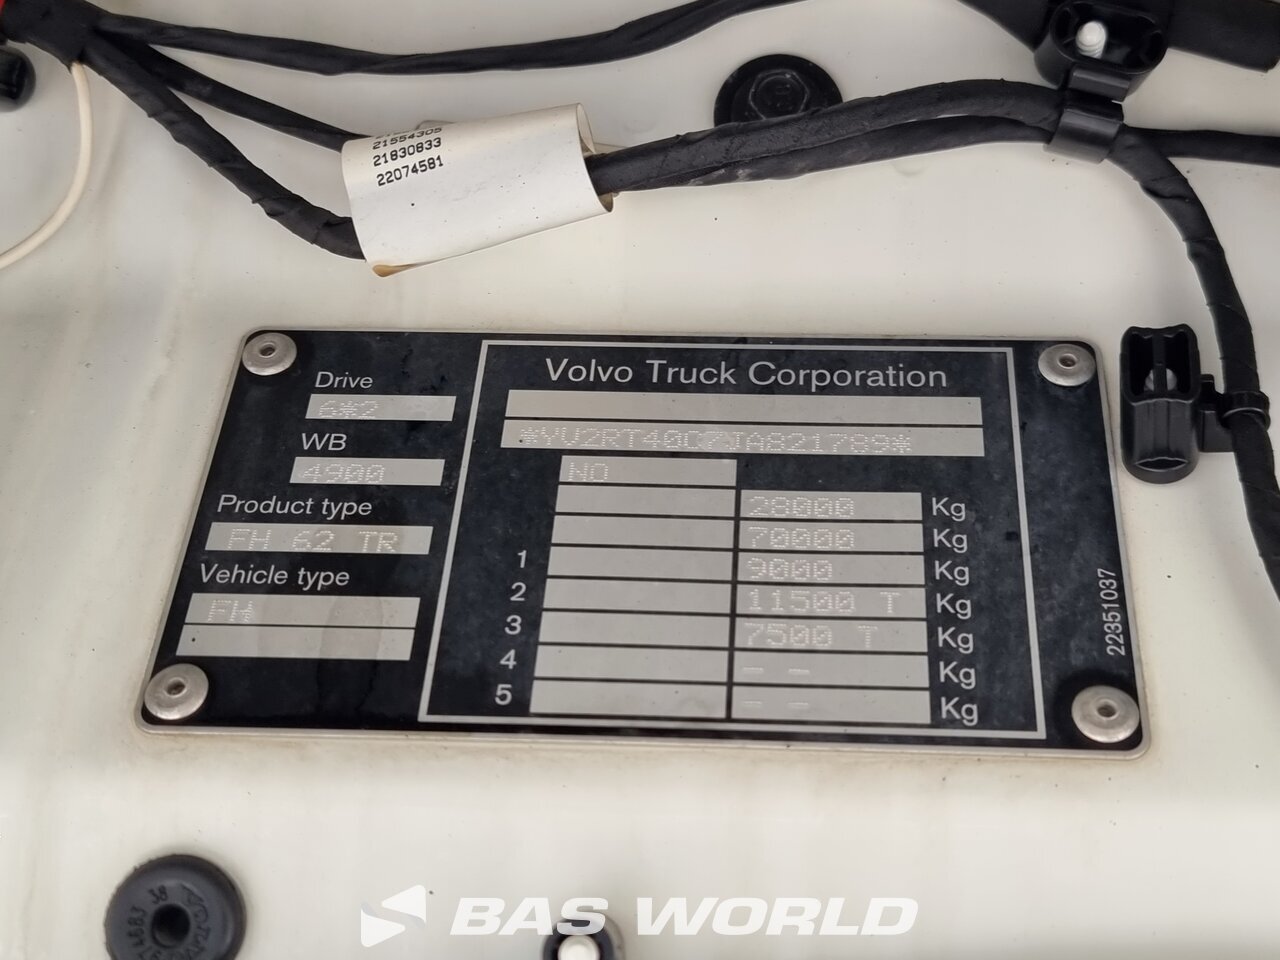 21554305
21830833
22074581
Volvo Truck Corporation
Drive
6*2
*YV2RT40C7JA821789*
WB
4900
NO
Product type
28000 Kg
FH 62 TR
70000 Kg
Vehicle type
1 9000 Kg
FH
2 11500 T Kg
3 7500 T Kg
4 - - Kg
5 - - Kg
22351037
BAS WORLD